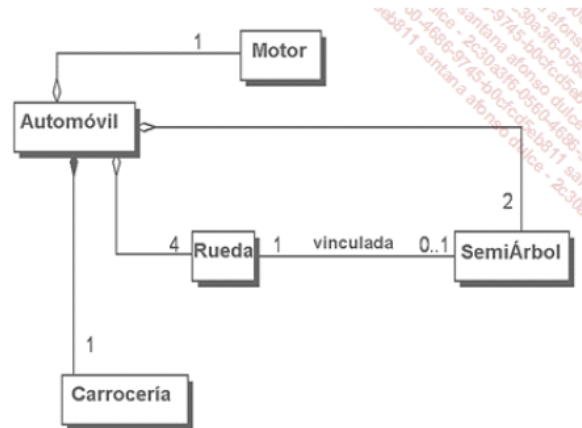 1
Motor
Automóvil
2
4
Rueda
1
vinculada
0..1
SemiÁrbol
1
Carrocería